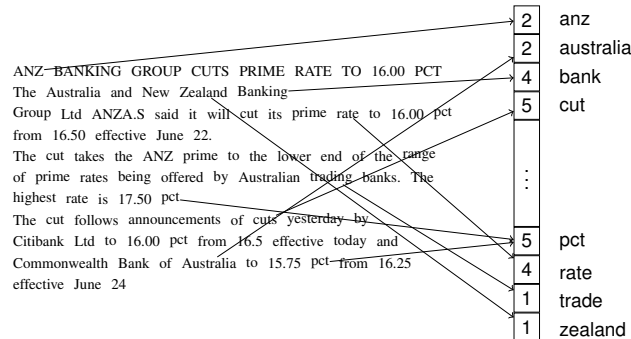 ANZ BANKING GROUP CUTS PRIME RATE TO 16.00 PCT
The Australia and New Zealand Banking
Group Ltd ANZA.S said it will cut its prime rate to 16.00 pct
from 16.50 effective June 22.
The cut takes the ANZ prime to the lower end of the range
of prime rates being offered by Australian trading banks. The
highest rate is 17.50 pct
The cut follows announcements of cuts yesterday by
Citibank Ltd to 16.00 pct from 16.5 effective today and
Commonwealth Bank of Australia to 15.75 pct from 16.25
effective June 24
2 anz
2 australia
4 bank
5 cut
⋮
5 pct
4 rate
1 trade
1 zealand